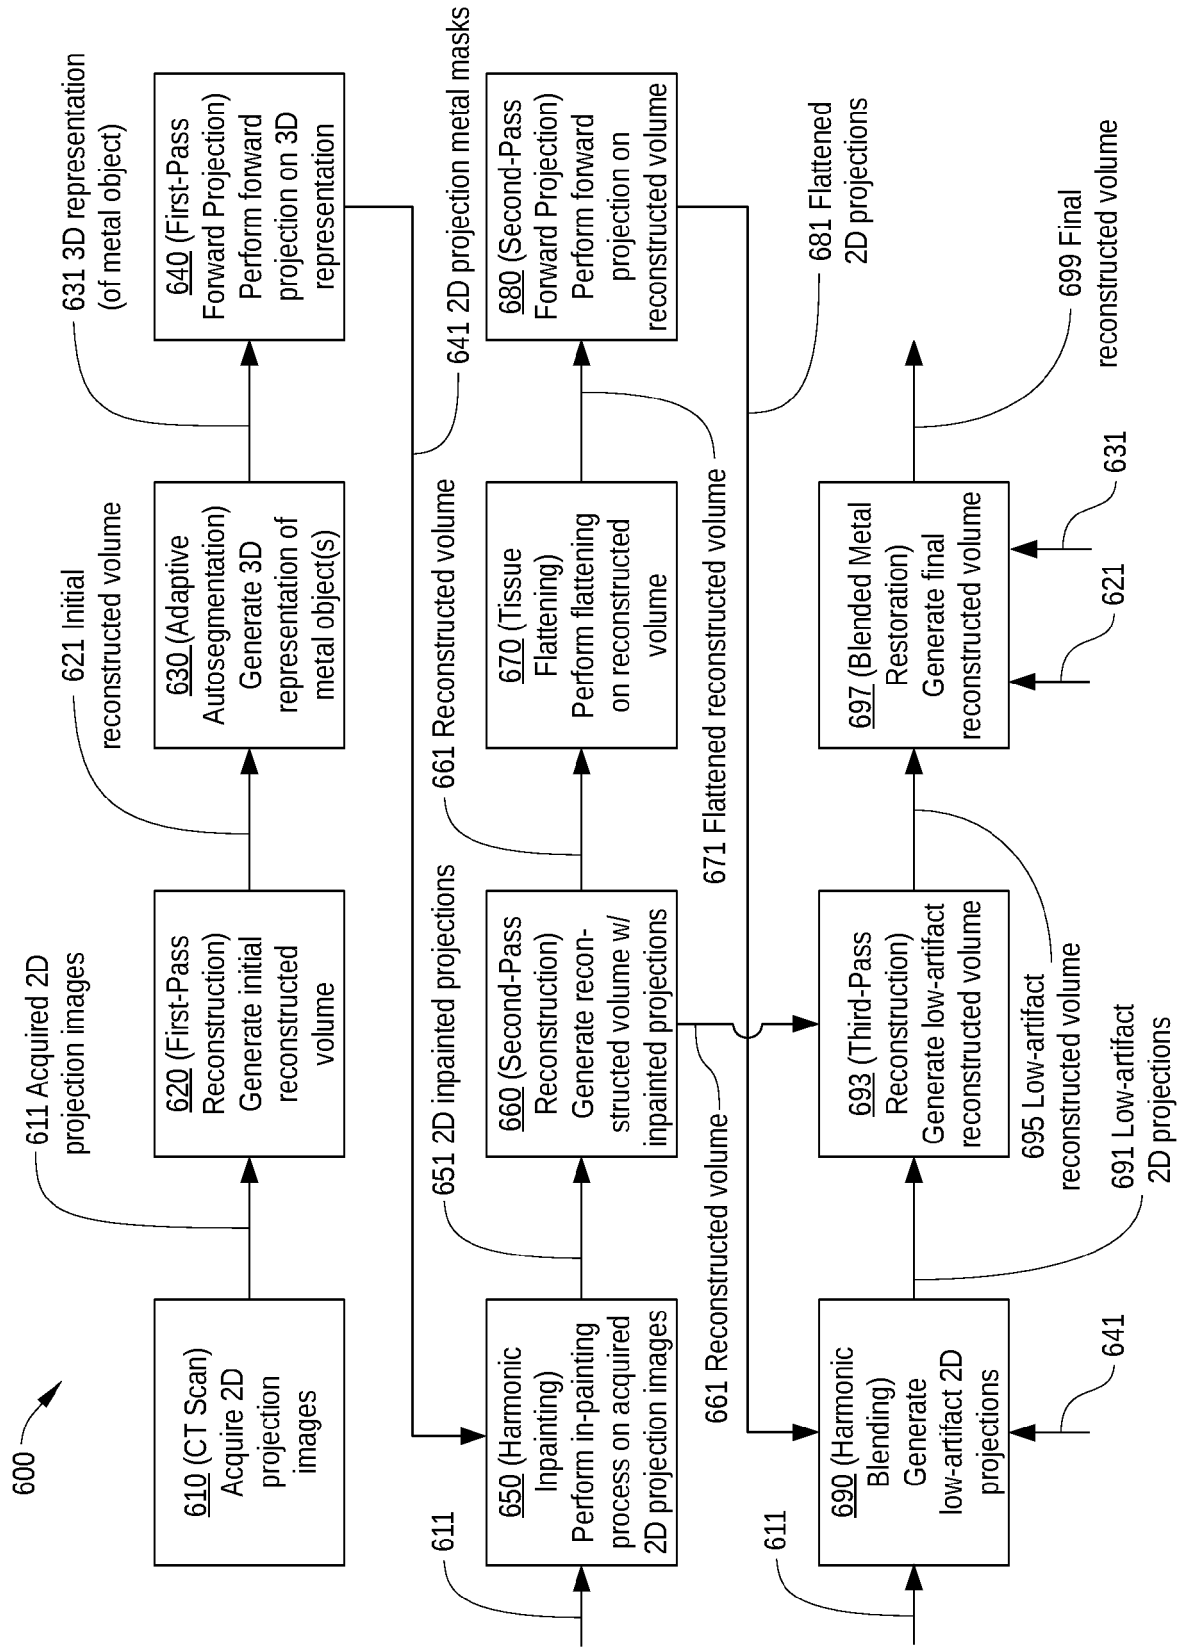 600
611 Acquired 2D
projection images
621 Initial
reconstructed volume
631 3D representation
(of metal object)
610 (CT Scan)
Acquire 2D
projection
images
620 (First-Pass
Reconstruction)
Generate initial
reconstructed
volume
630 (Adaptive
Autosegmentation)
Generate 3D
representation of
metal object(s)
640 (First-Pass
Forward Projection)
Perform forward
projection on 3D
representation
641 2D projection metal masks
611
651 2D inpainted projections
661 Reconstructed volume
650 (Harmonic
Inpainting)
Perform in-painting
process on acquired
2D projection images
660 (Second-Pass
Reconstruction)
Generate recon-
structed volume w/
inpainted projections
670 (Tissue
Flattening)
Perform flattening
on reconstructed
volume
680 (Second-Pass
Forward Projection)
Perform forward
projection on
reconstructed volume
661 Reconstructed volume
671 Flattened reconstructed volume
681 Flattened
2D projections
611
690 (Harmonic
Blending)
Generate
low-artifact 2D
projections
693 (Third-Pass
Reconstruction)
Generate low-artifact
reconstructed volume
697 (Blended Metal
Restoration)
Generate final
reconstructed volume
699 Final
reconstructed volume
641
691 Low-artifact
2D projections
695 Low-artifact
reconstructed volume
621
631